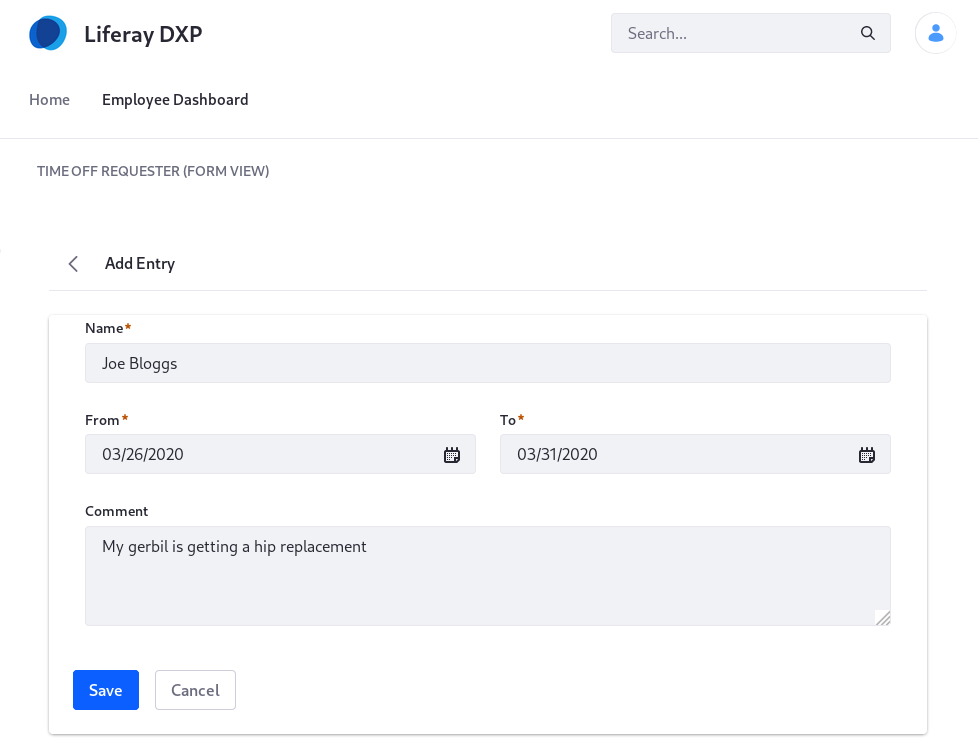 Liferay DXP
Search...
Home Employee Dashboard
TIME OFF REQUESTER (FORM VIEW)
Add Entry
Name*
Joe Bloggs
From* To*
03/26/2020 03/31/2020
Comment
My gerbil is getting a hip replacement
Save Cancel